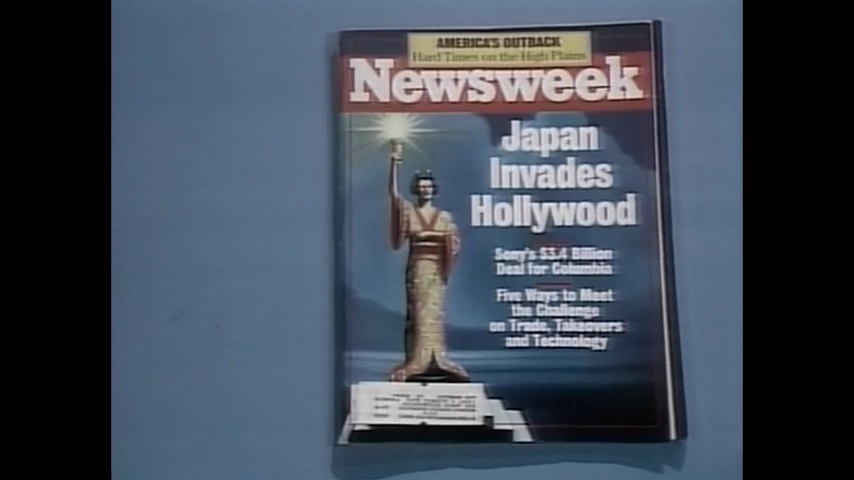 AMERICA'S OUTBACK
Hard Times on the High Plains
Newsweek
Japan
Invades
Hollywood
Sony's $3.4 Billion
Deal for Columbia
Five Ways to Meet
the Challenge
on Trade, Takeovers
and Technology